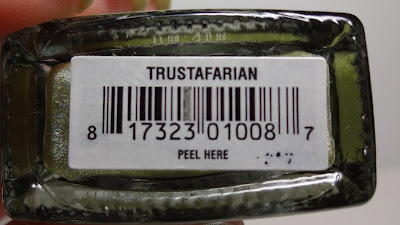 TRUSTAFARIAN
8 17323 01008 7
PEEL HERE